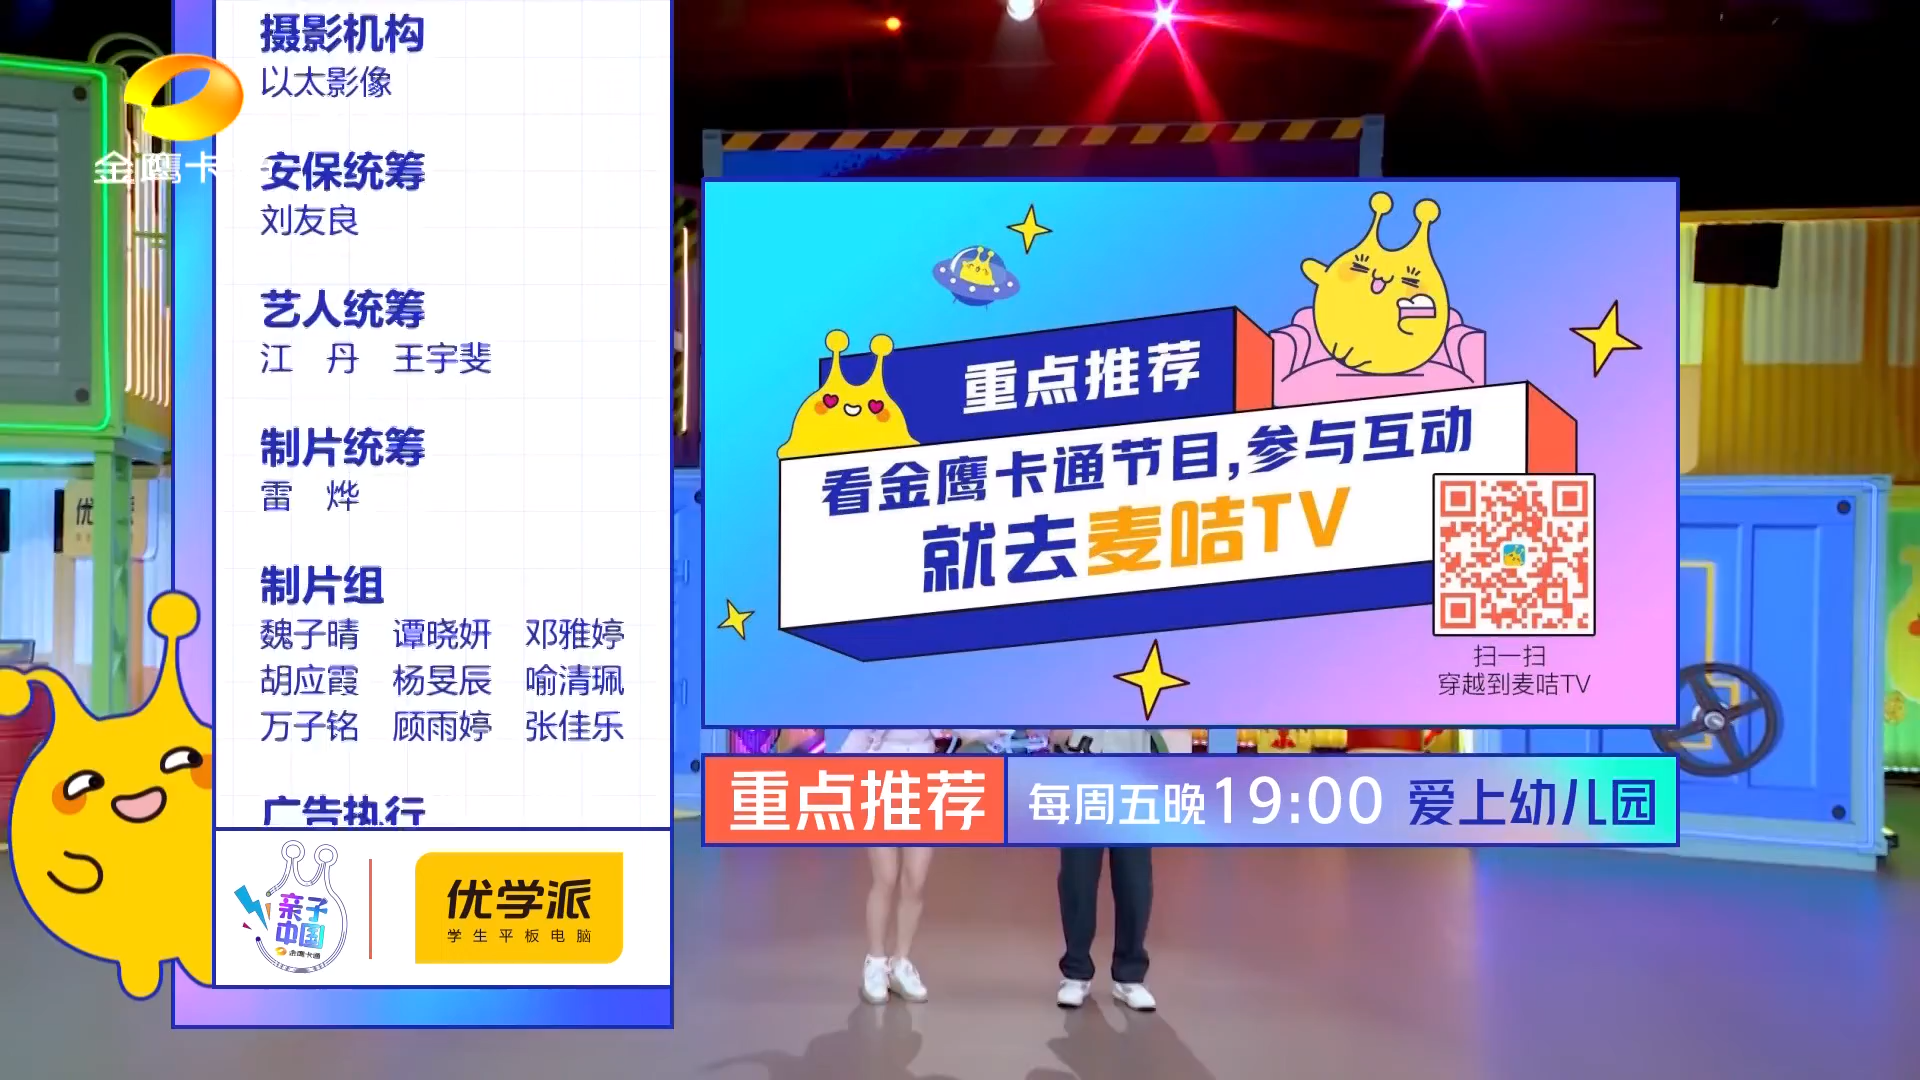 摄影机构
以太影像
金鹰卡
安保统筹
刘友良
艺人统筹
江 丹 王宇斐
制片统筹
雷 烨
制片组
魏子晴 谭晓妍 邓雅婷
胡应霞 杨旻辰 喻清珮
万子铭 顾雨婷 张佳乐
广告执行
亲子
中国
金鹰卡通
优学派
学生平板电脑
重点推荐
看金鹰卡通节目,参与互动
就去麦咭TV
扫一扫
穿越到麦咭TV
重点推荐 每周五晚19:00 爱上幼儿园
优